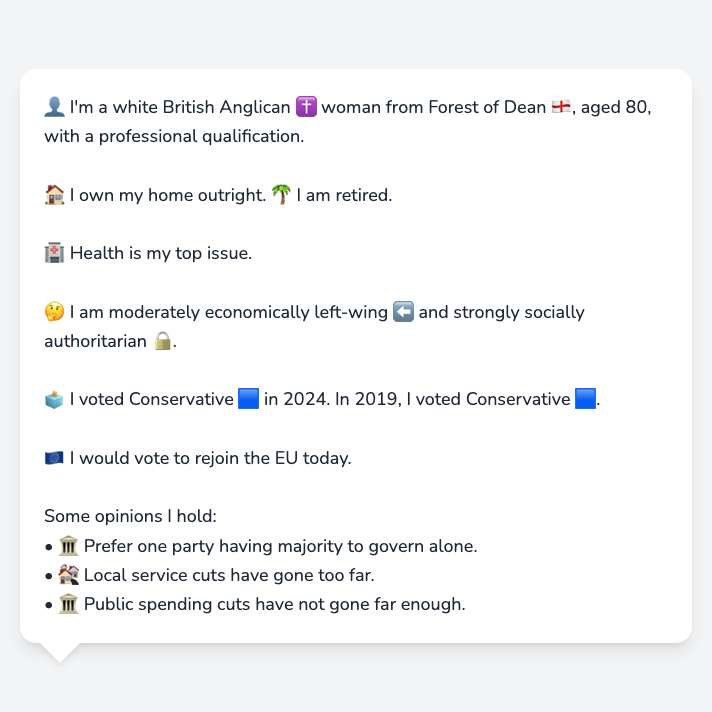 👤 I'm a white British Anglican ✝️ woman from Forest of Dean 🏴󠁧󠁢󠁥󠁮󠁧󠁿, aged 80,
with a professional qualification.
🏠 I own my home outright. 🌴 I am retired.
🏥 Health is my top issue.
🤔 I am moderately economically left-wing ⬅️ and strongly socially
authoritarian 🔒.
🗳️ I voted Conservative 🟦 in 2024. In 2019, I voted Conservative 🟦.
🇪🇺 I would vote to rejoin the EU today.
Some opinions I hold:
• 🏛️ Prefer one party having majority to govern alone.
• 🏘️ Local service cuts have gone too far.
• 🏛️ Public spending cuts have not gone far enough.